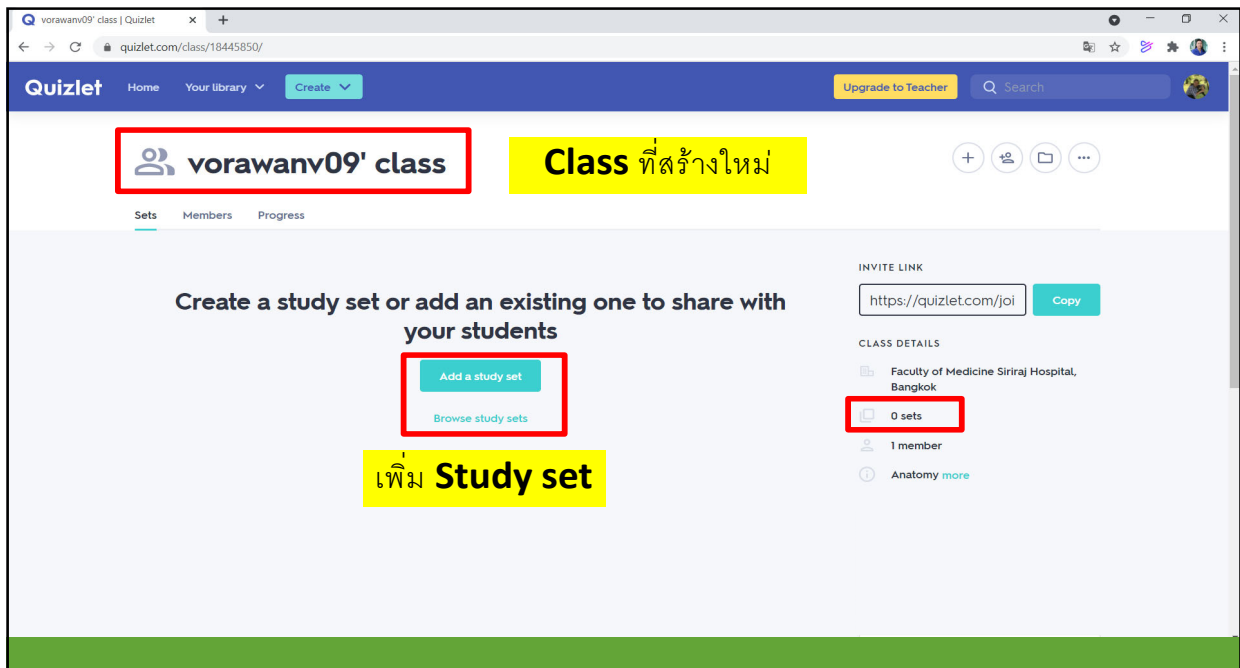 vorawanv09' class | Quizlet
quizlet.com/class/18445850/
Quizlet Home Your library Create Upgrade to Teacher Search
vorawanv09' class
Class ที่สร้างใหม่
Sets Members Progress
Create a study set or add an existing one to share with
your students
Add a study set
Browse study sets
เพิ่ม Study set
INVITE LINK
https://quizlet.com/joi Copy
CLASS DETAILS
Faculty of Medicine Siriraj Hospital,
Bangkok
0 sets
1 member
Anatomy more